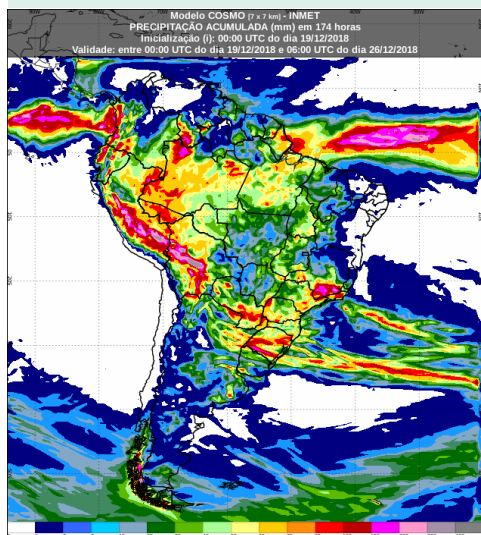 Modelo COSMO [7 x 7 km] - INMET
PRECIPITAÇÃO ACUMULADA (mm) em 174 horas
Inicialização (i): 00:00 UTC do dia 19/12/2018
Validade: entre 00:00 UTC do dia 19/12/2018 e 06:00 UTC do dia 26/12/2018